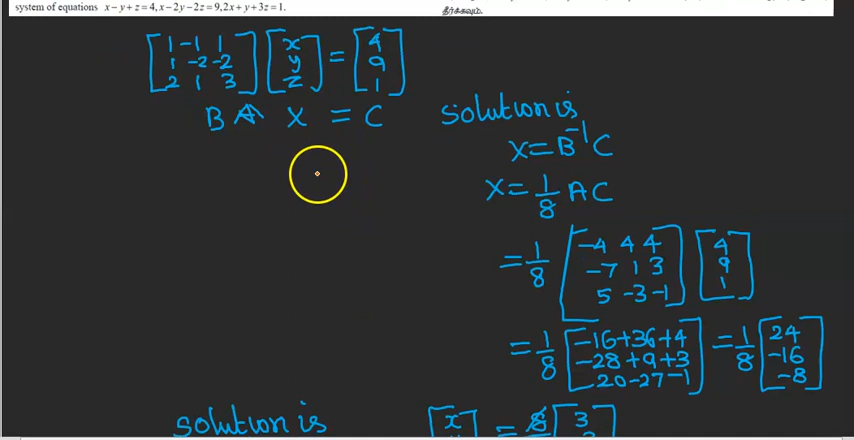 system of equations x − y + z = 4, x − 2y − 2z = 9, 2x + y + 3z = 1. தீர்க்கவும்.
[1 −1 1] [x] = [4]
[1 −2 −2] [y] [9]
[2 1 3] [z] [1]
B X = C
solution is
X = B⁻¹C
X = 1/8 AC
= 1/8 [−4 4 4] [4]
[−7 1 3] [9]
[5 −3 −1] [1]
= 1/8 [−16+36+4] = 1/8 [24]
[−28+9+3] [−16]
[20−27−1] [−8]
solution is [x] = 8 [3]